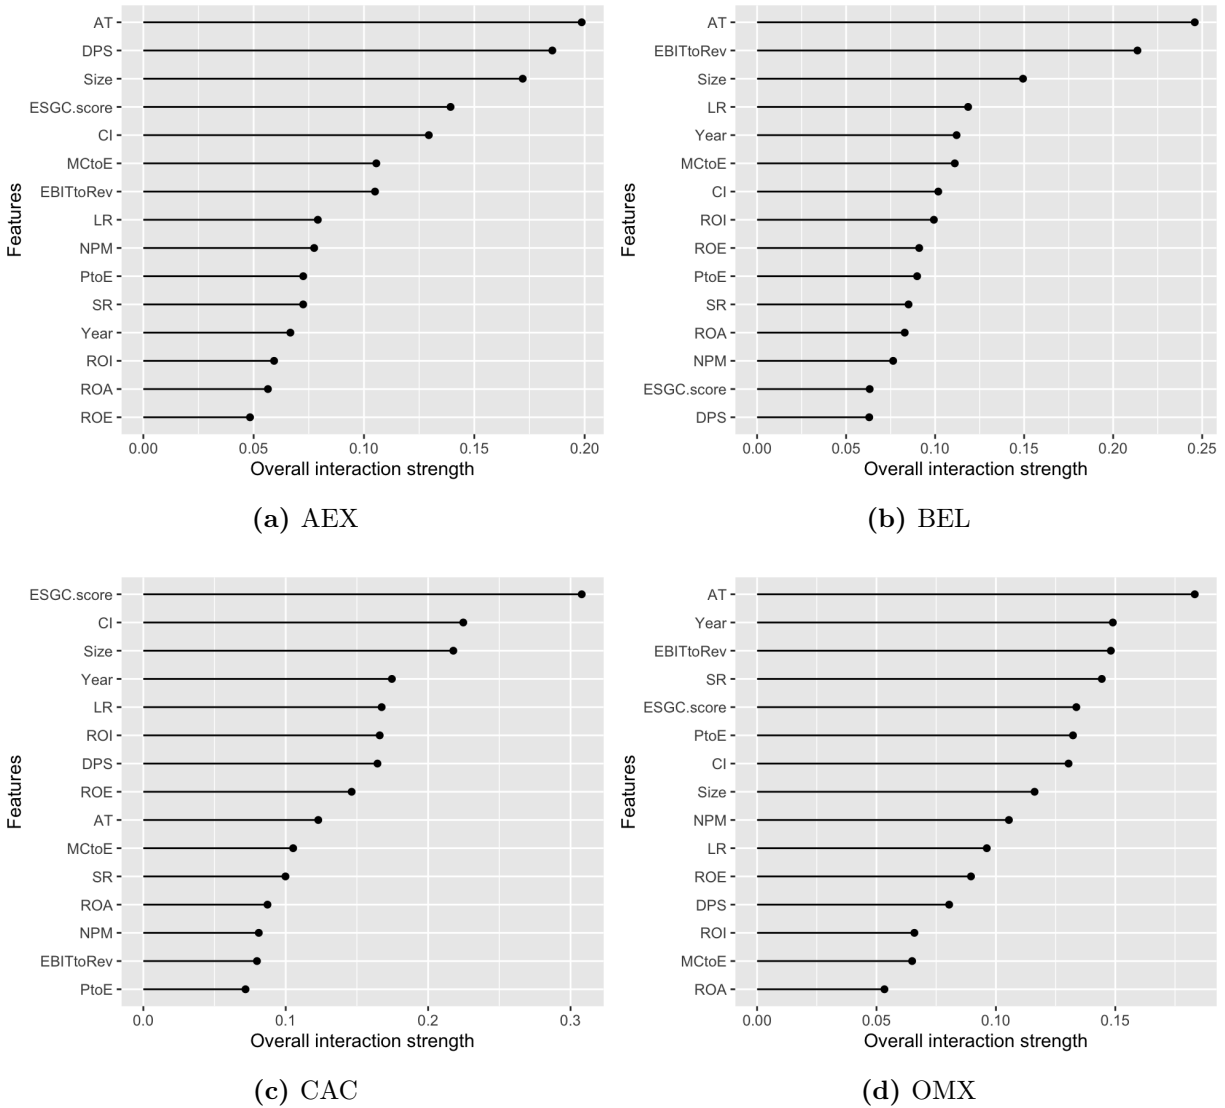 AT
DPS
Size
ESGC.score
CI
MCtoE
EBITtoRev
LR
NPM
PtoE
SR
Year
ROI
ROA
ROE
Features
0.00 0.05 0.10 0.15 0.20
Overall interaction strength
(a) AEX
AT
EBITtoRev
Size
LR
Year
MCtoE
CI
ROI
ROE
PtoE
SR
ROA
NPM
ESGC.score
DPS
Features
0.00 0.05 0.10 0.15 0.20 0.25
Overall interaction strength
(b) BEL
ESGC.score
CI
Size
Year
LR
ROI
DPS
ROE
AT
MCtoE
SR
ROA
NPM
EBITtoRev
PtoE
Features
0.0 0.1 0.2 0.3
Overall interaction strength
(c) CAC
AT
Year
EBITtoRev
SR
ESGC.score
PtoE
CI
Size
NPM
LR
ROE
DPS
ROI
MCtoE
ROA
Features
0.00 0.05 0.10 0.15
Overall interaction strength
(d) OMX